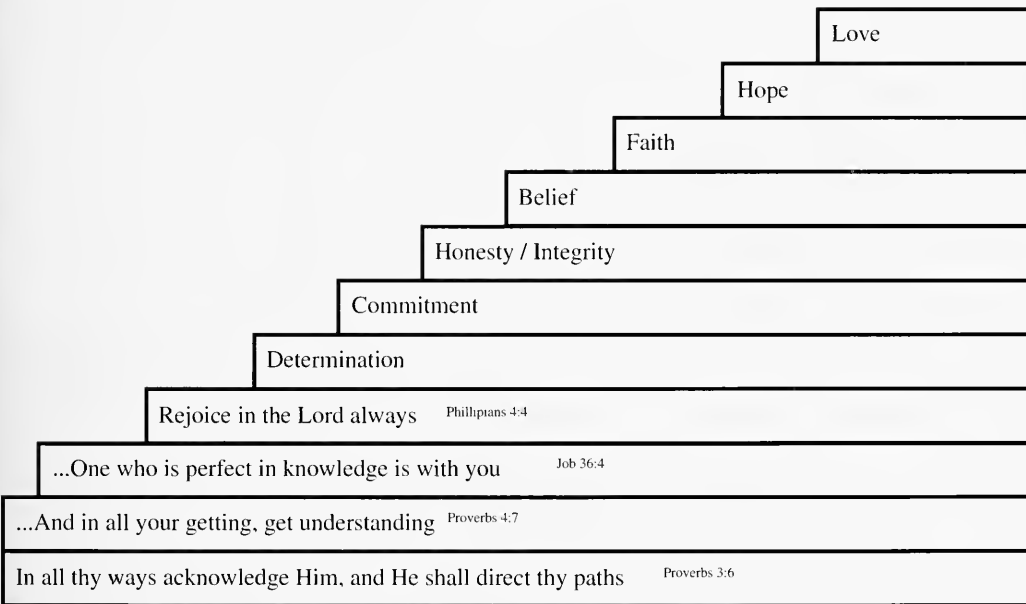 Love
Hope
Faith
Belief
Honesty / Integrity
Commitment
Determination
Rejoice in the Lord always Phillipians 4:4
...One who is perfect in knowledge is with you Job 36:4
...And in all your getting, get understanding Proverbs 4:7
In all thy ways acknowledge Him, and He shall direct thy paths Proverbs 3:6